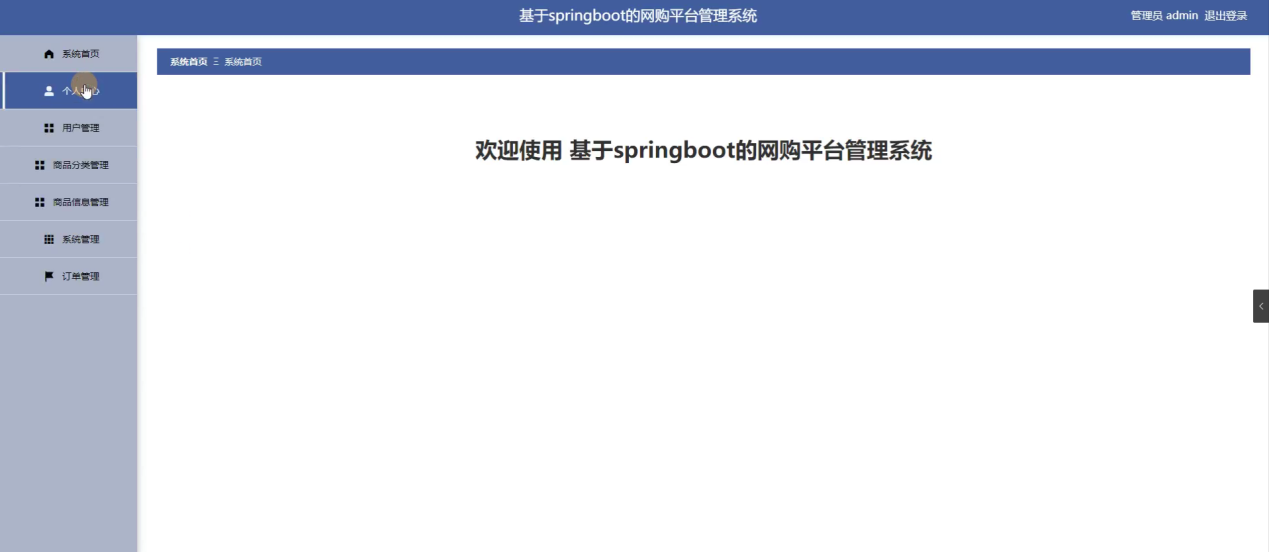 基于springboot的网购平台管理系统
管理员 admin 退出登录
系统首页
个人中心
用户管理
商品分类管理
商品信息管理
系统管理
订单管理
系统首页 Ξ 系统首页
欢迎使用 基于springboot的网购平台管理系统